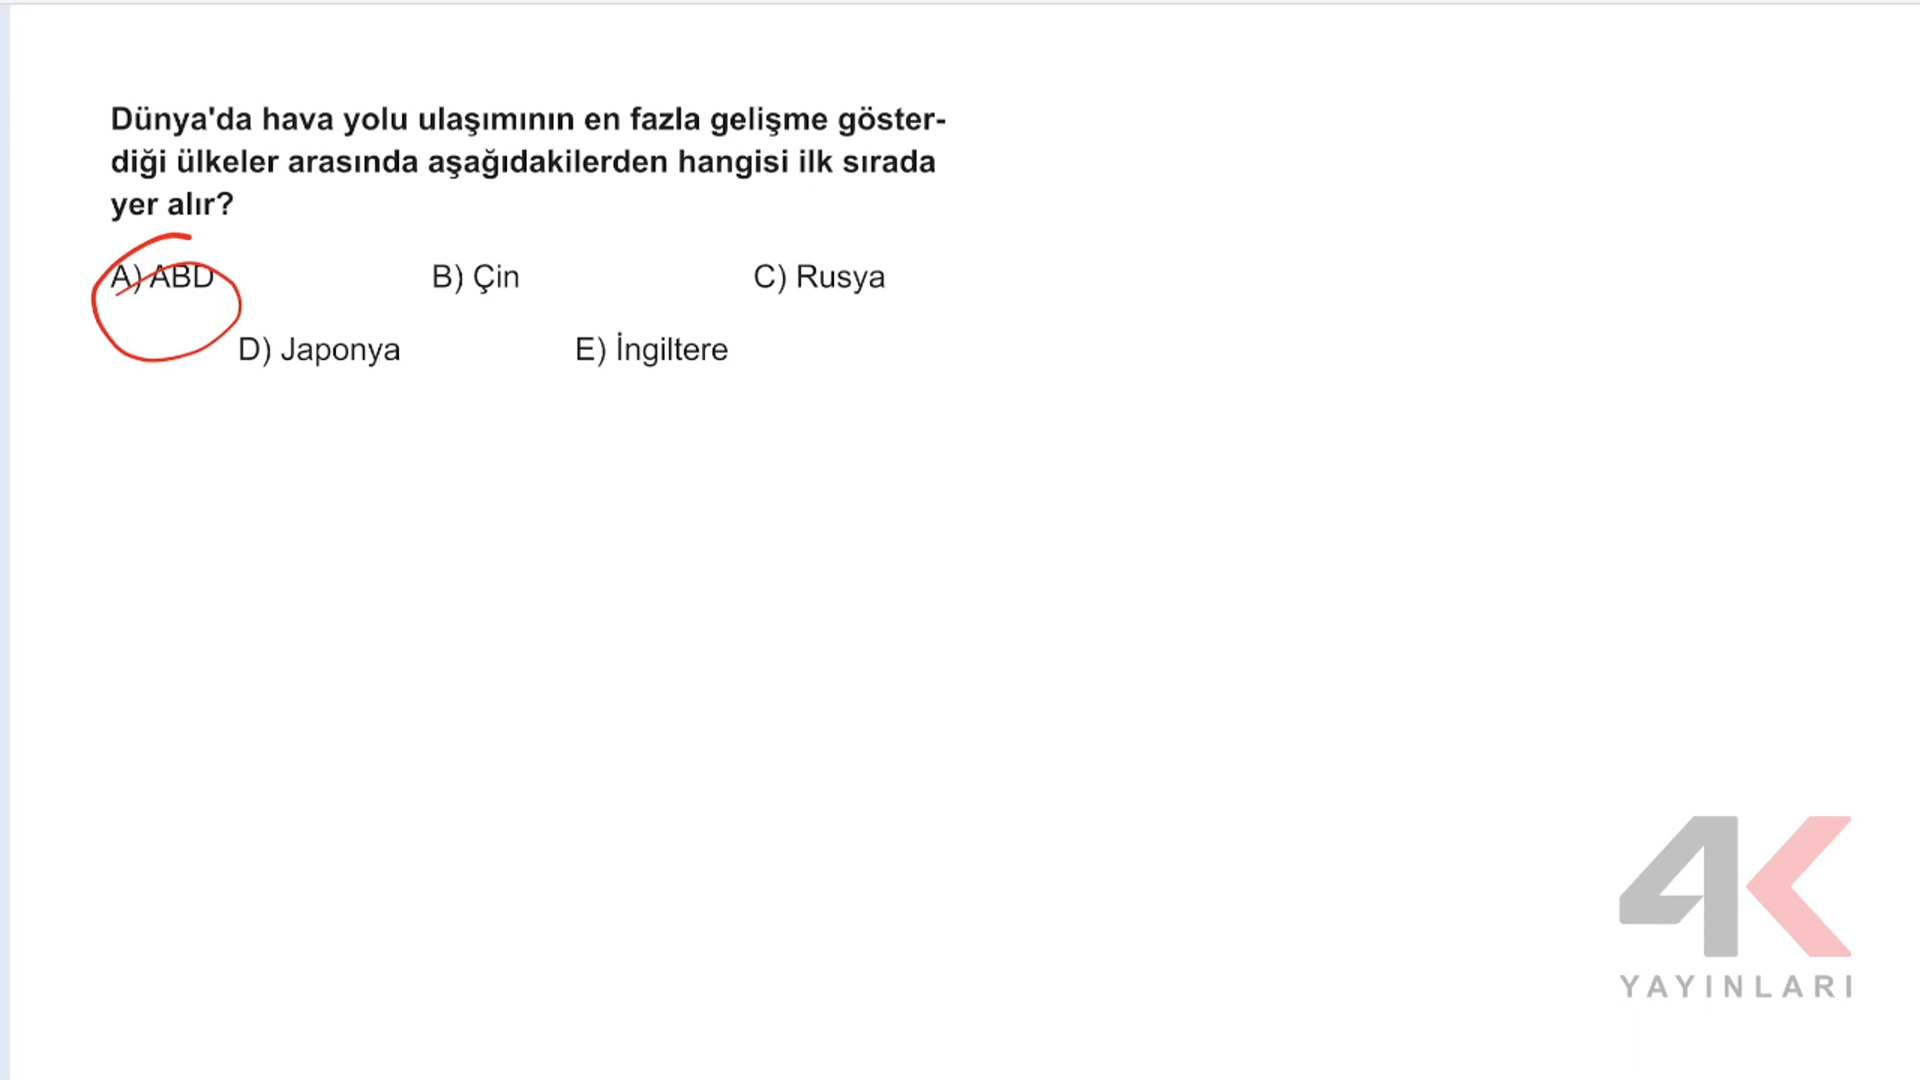 Dünya'da hava yolu ulaşımının en fazla gelişme göster-
diği ülkeler arasında aşağıdakilerden hangisi ilk sırada
yer alır?
A) ABD B) Çin C) Rusya
D) Japonya E) İngiltere
4K
YAYINLARI